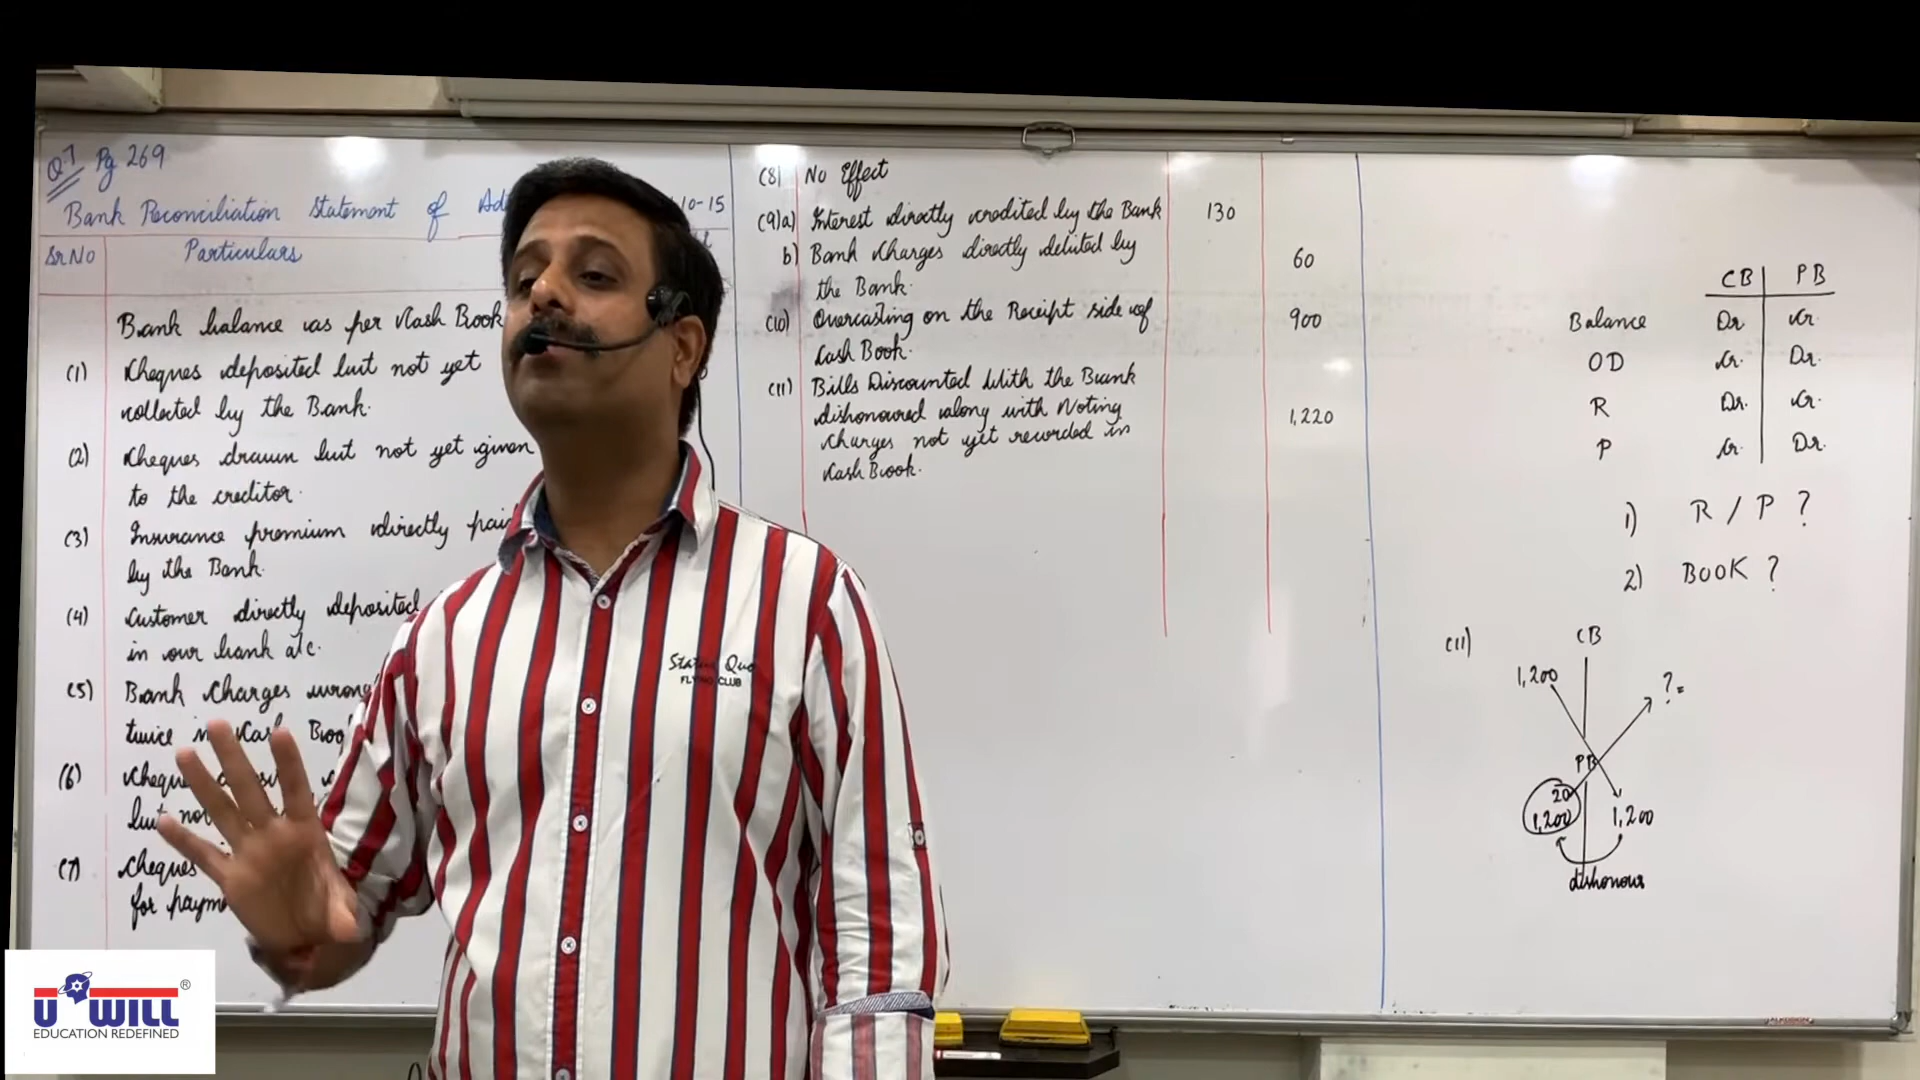 Q.7 Pg 269
Bank Reconciliation Statement of
10-15
Sr No Particulars
Bank balance as per Cash Book
(1) Cheques deposited but not yet
collected by the Bank.
(2) Cheques drawn but not yet given
to the creditor.
(3) Insurance premium directly
by the Bank.
(4) Customer directly deposited
in our bank a/c.
(5) Bank Charges
twice in Cash
(6)
but not
(7) Cheques
for
(8) No Effect
(9) a) Interest directly credited by the Bank 130
b) Bank Charges directly debited by 60
the Bank.
(10) Overcasting on the Receipt side of 900
Cash Book.
(11) Bills Discounted with the Bank
dishonoured along with Noting 1,220
charges not yet recorded in
Cash Book.
CB PB
Balance Dr Cr.
OD Cr. Dr.
R Dr. Cr.
P Cr. Dr.
1) R / P ?
2) BOOK ?
(11) CB
1,200 ?
PB
20
1,200 1,200
dishonour
Status Quo
FLYING CLUB
U WILL ®
EDUCATION REDEFINED